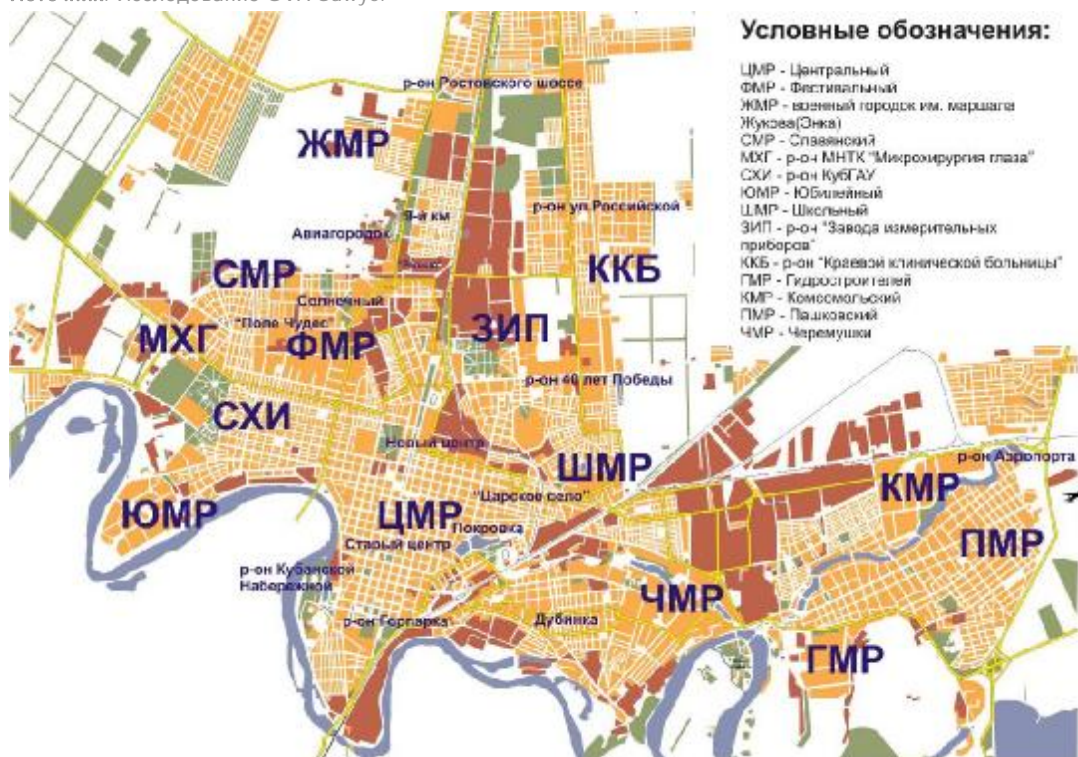 Условные обозначения:
ЦМР - Центральный
ФМР - Фестивальный
ЖМР - военный городок им. маршала
Жукова(Энка)
СМР - Славянский
МХГ - р-он МНТК "Микрохирургия глаза"
СХИ - р-он КубГАУ
ЮМР - Юбилейный
ШМР - Школьный
ЗИП - р-он "Завода измерительных
приборов"
ККБ - р-он "Краевой клинической больницы"
ГМР - Гидростроителей
КМР - Комсомольский
ПМР - Пашковский
ЧМР - Черемушки
р-он Ростовского шоссе
ЖМР
9-й км
р-он ул.Российской
Авиагородок
СМР
ККБ
Солнечный
"Поле Чудес"
МХГ
ФМР
ЗИП
р-он 40 лет Победы
СХИ
Новый центр
ШМР
р-он Аэропорта
КМР
"Царское село"
ЮМР
ЦМР
Покровка
Старый центр
ПМР
р-он Кубанской
Набережной
ЧМР
р-он Горпарка
Дубинка
ГМР